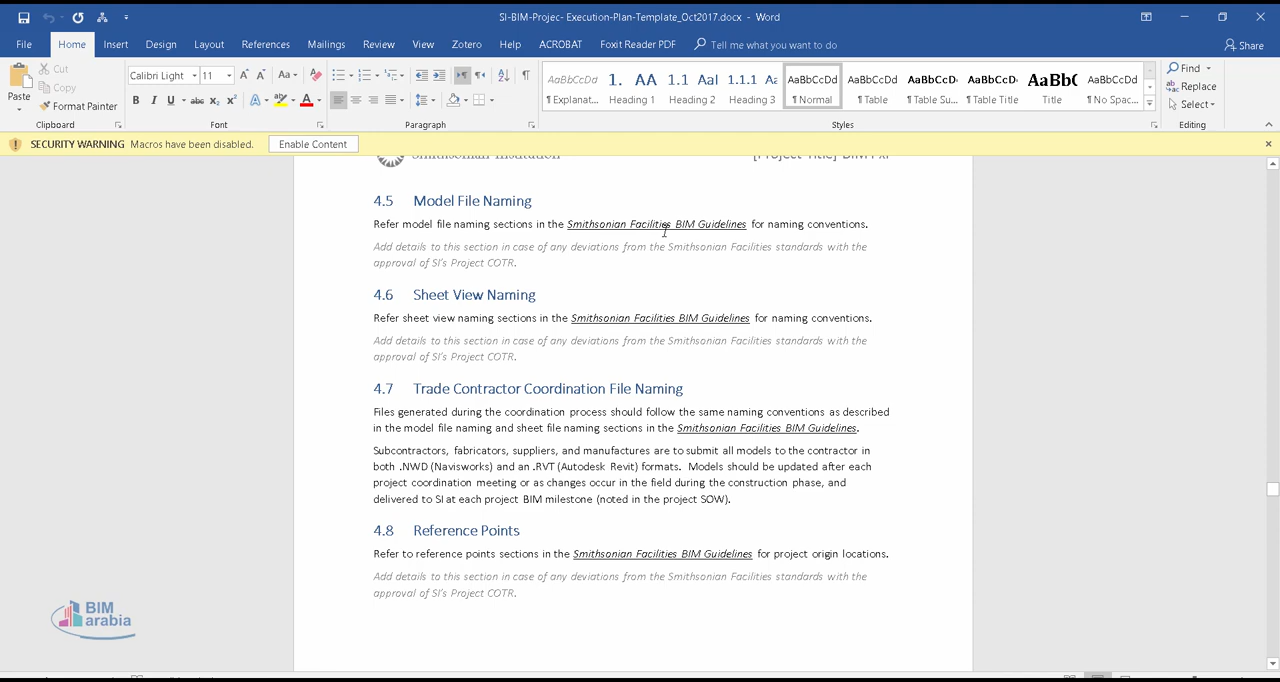 SI-BIM-Projec- Execution-Plan-Template_Oct2017.docx - Word
File Home Insert Design Layout References Mailings Review View Zotero Help ACROBAT Foxit Reader PDF Tell me what you want to do Share
Paste Cut Copy Format Painter
Calibri Light 11
AaBbCcDd 1. AA 1.1 AaI 1.1.1 Aa AaBbCcDd AaBbCcDd AaBbCcD AaBbCcD AaBb( AaBbCcDd
¶ Explanat... Heading 1 Heading 2 Heading 3 ¶ Normal ¶ Table ¶ Table Su... ¶ Table Title Title ¶ No Spac...
Find
Replace
Select
Clipboard Font Paragraph Styles Editing
SECURITY WARNING Macros have been disabled. Enable Content
Smithsonian Institution [Project Title] BIM PxP
4.5 Model File Naming
Refer model file naming sections in the Smithsonian Facilities BIM Guidelines for naming conventions.
Add details to this section in case of any deviations from the Smithsonian Facilities standards with the
approval of SI's Project COTR.
4.6 Sheet View Naming
Refer sheet view naming sections in the Smithsonian Facilities BIM Guidelines for naming conventions.
Add details to this section in case of any deviations from the Smithsonian Facilities standards with the
approval of SI's Project COTR.
4.7 Trade Contractor Coordination File Naming
Files generated during the coordination process should follow the same naming conventions as described
in the model file naming and sheet file naming sections in the Smithsonian Facilities BIM Guidelines.
Subcontractors, fabricators, suppliers, and manufactures are to submit all models to the contractor in
both .NWD (Navisworks) and an .RVT (Autodesk Revit) formats. Models should be updated after each
project coordination meeting or as changes occur in the field during the construction phase, and
delivered to SI at each project BIM milestone (noted in the project SOW).
4.8 Reference Points
Refer to reference points sections in the Smithsonian Facilities BIM Guidelines for project origin locations.
Add details to this section in case of any deviations from the Smithsonian Facilities standards with the
approval of SI's Project COTR.
BIM
arabia